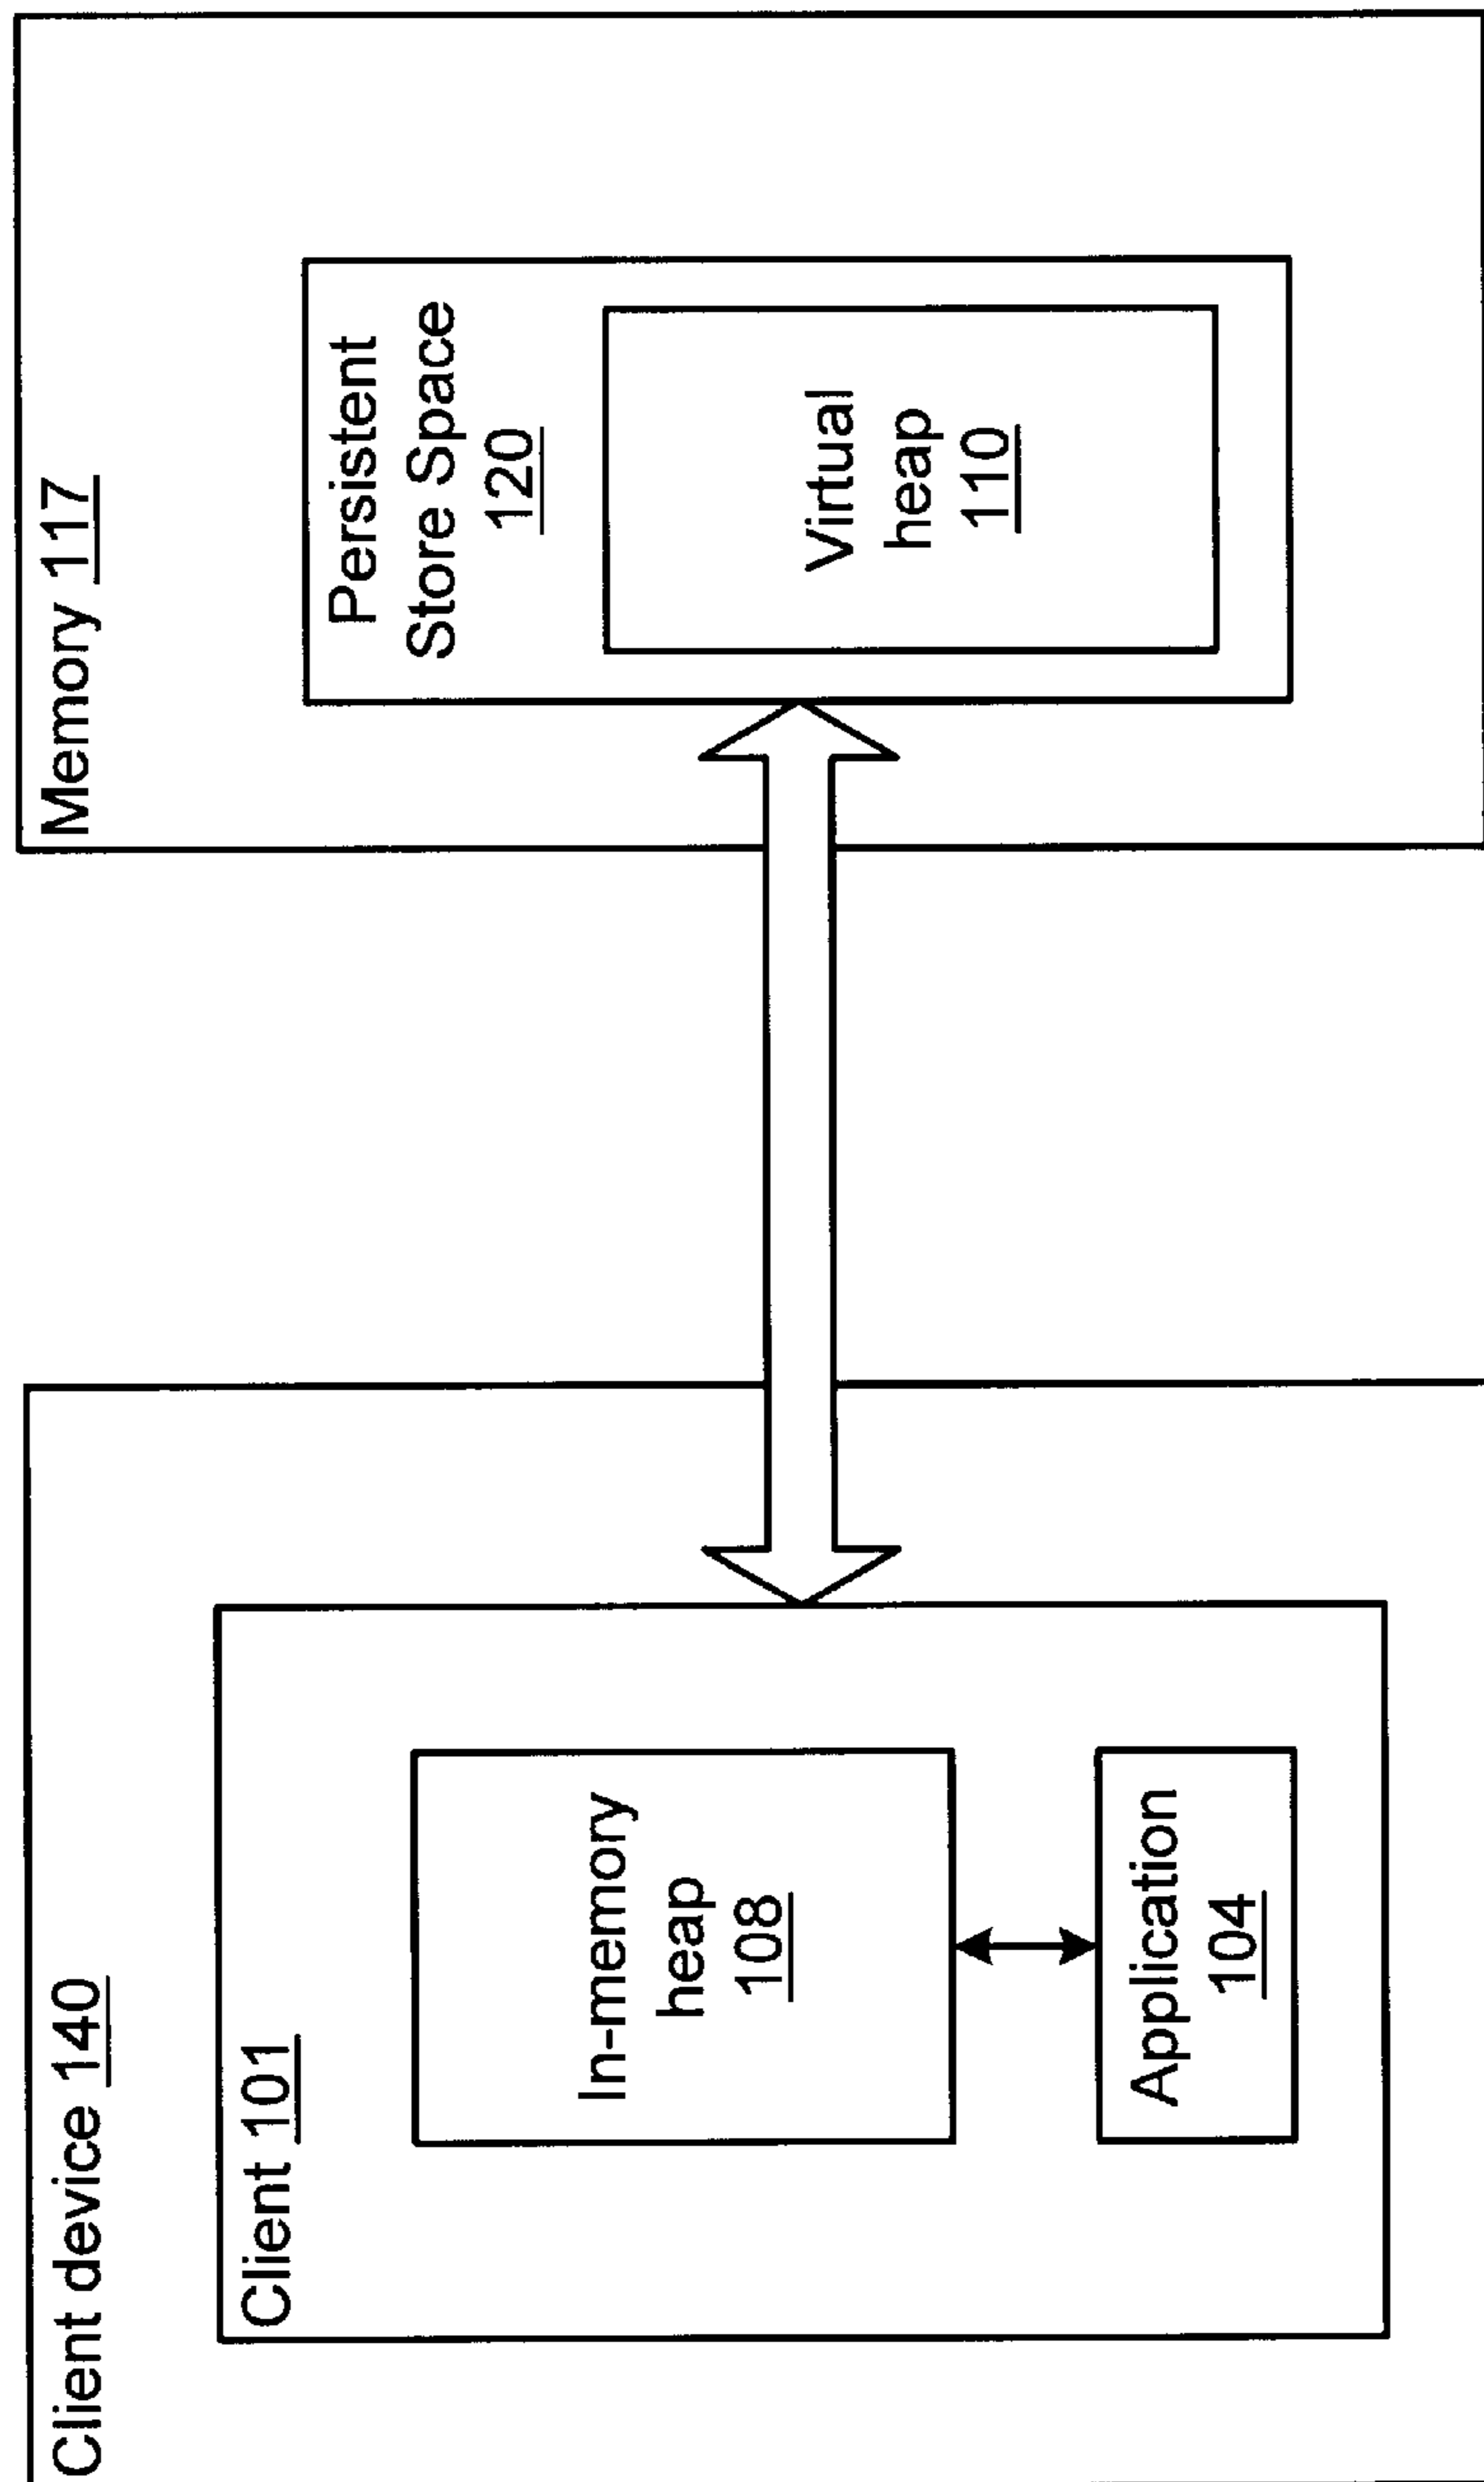 Client device 140
Client 101
In-memory
heap
108
Application
104
Memory 117
Persistent
Store Space
120
Virtual
heap
110